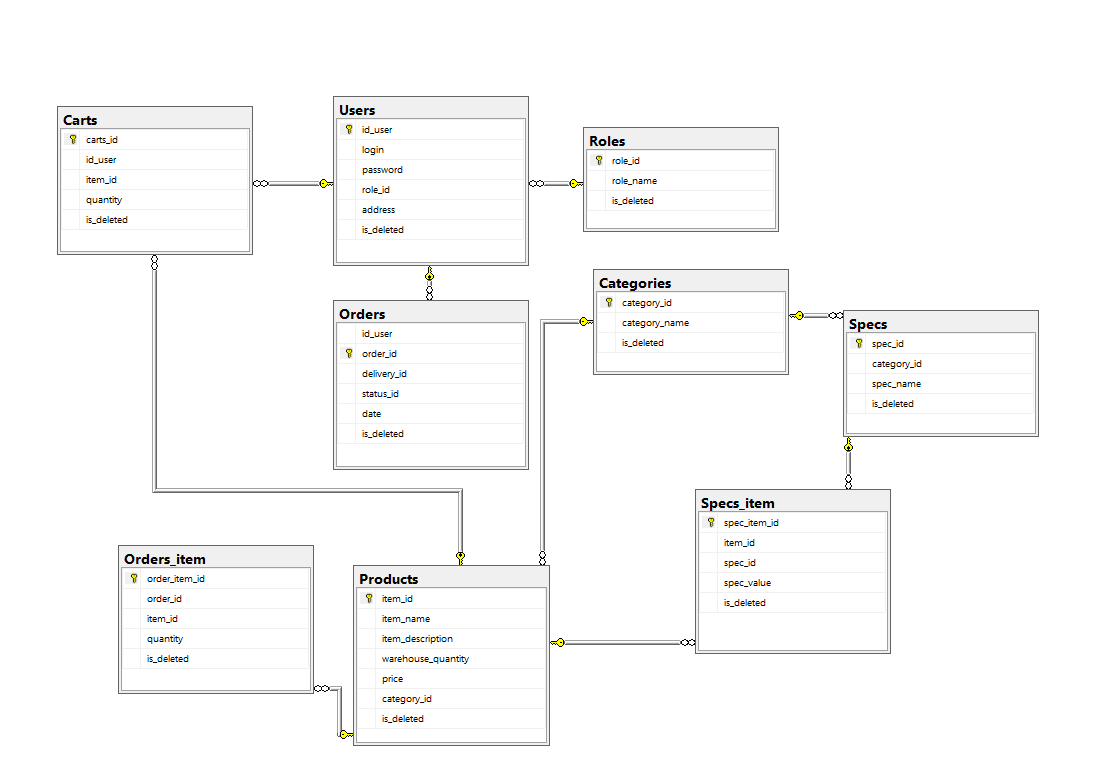 Carts
carts_id
id_user
item_id
quantity
is_deleted
Users
id_user
login
password
role_id
address
is_deleted
Roles
role_id
role_name
is_deleted
Orders
id_user
order_id
delivery_id
status_id
date
is_deleted
Categories
category_id
category_name
is_deleted
Specs
spec_id
category_id
spec_name
is_deleted
Specs_item
spec_item_id
item_id
spec_id
spec_value
is_deleted
Orders_item
order_item_id
order_id
item_id
quantity
is_deleted
Products
item_id
item_name
item_description
warehouse_quantity
price
category_id
is_deleted